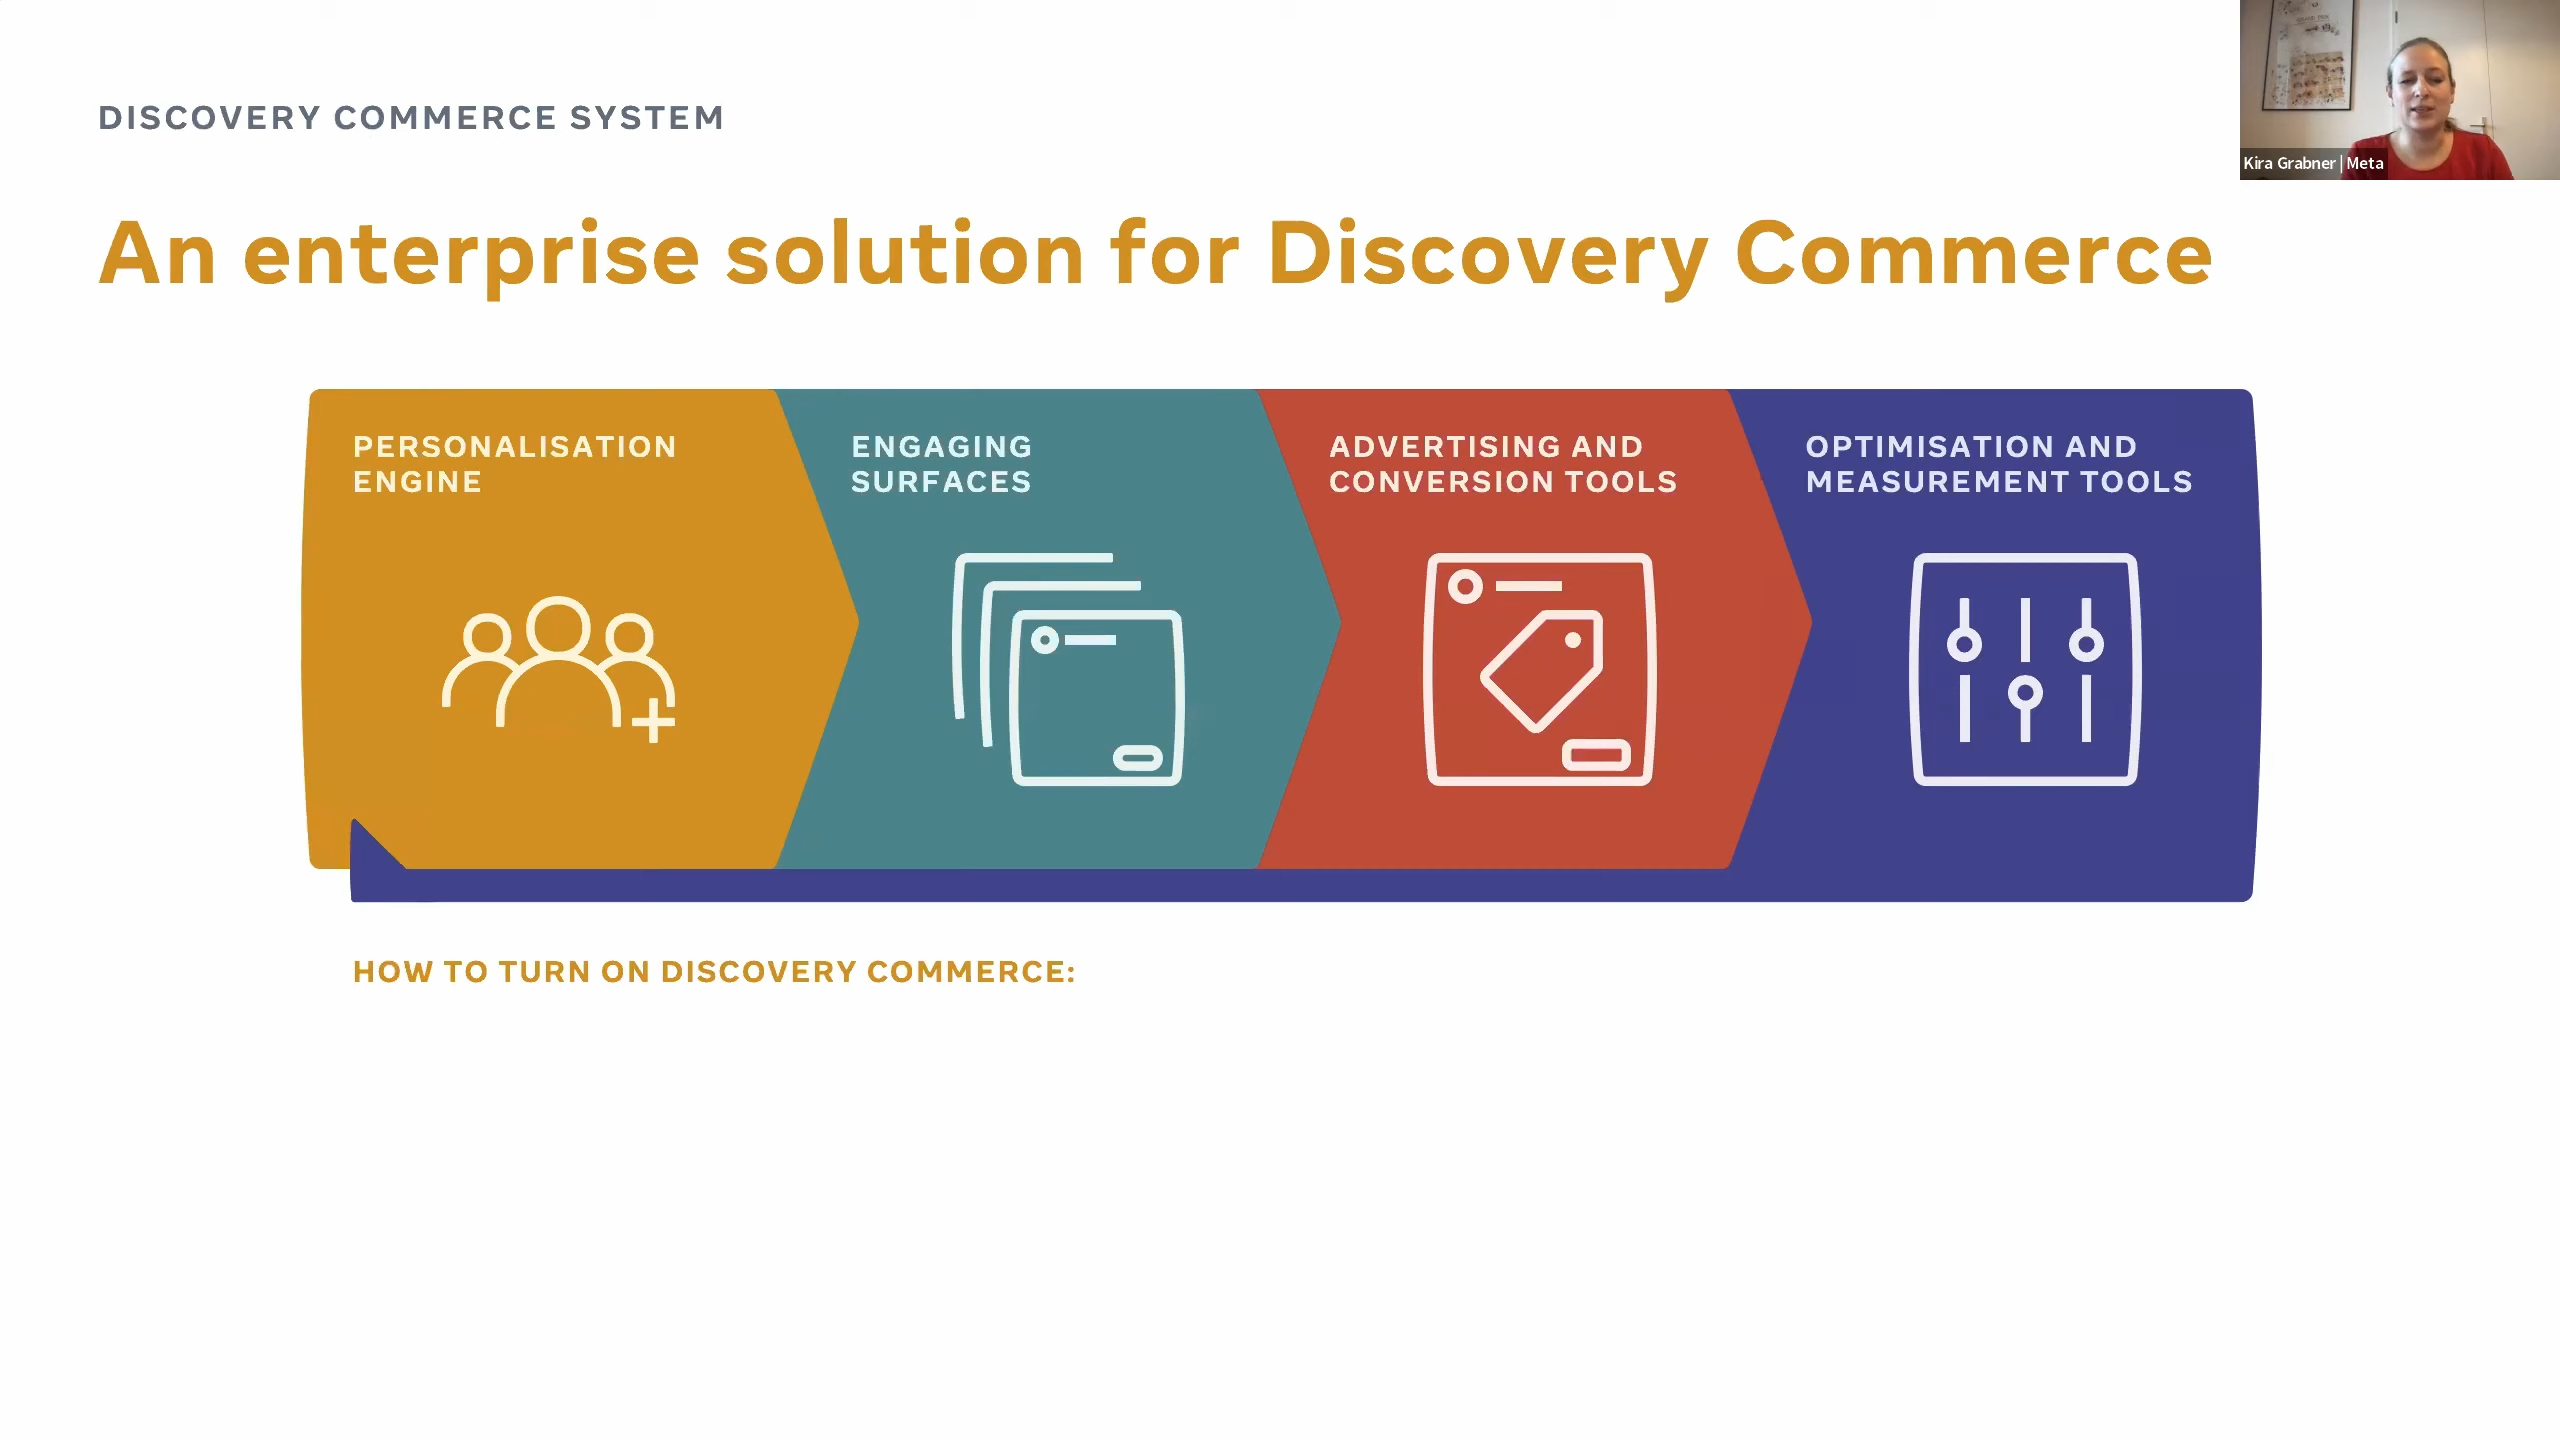 DISCOVERY COMMERCE SYSTEM
Kira Grabner | Meta
An enterprise solution for Discovery Commerce
PERSONALISATION
ENGINE
ENGAGING
SURFACES
ADVERTISING AND
CONVERSION TOOLS
OPTIMISATION AND
MEASUREMENT TOOLS
HOW TO TURN ON DISCOVERY COMMERCE: